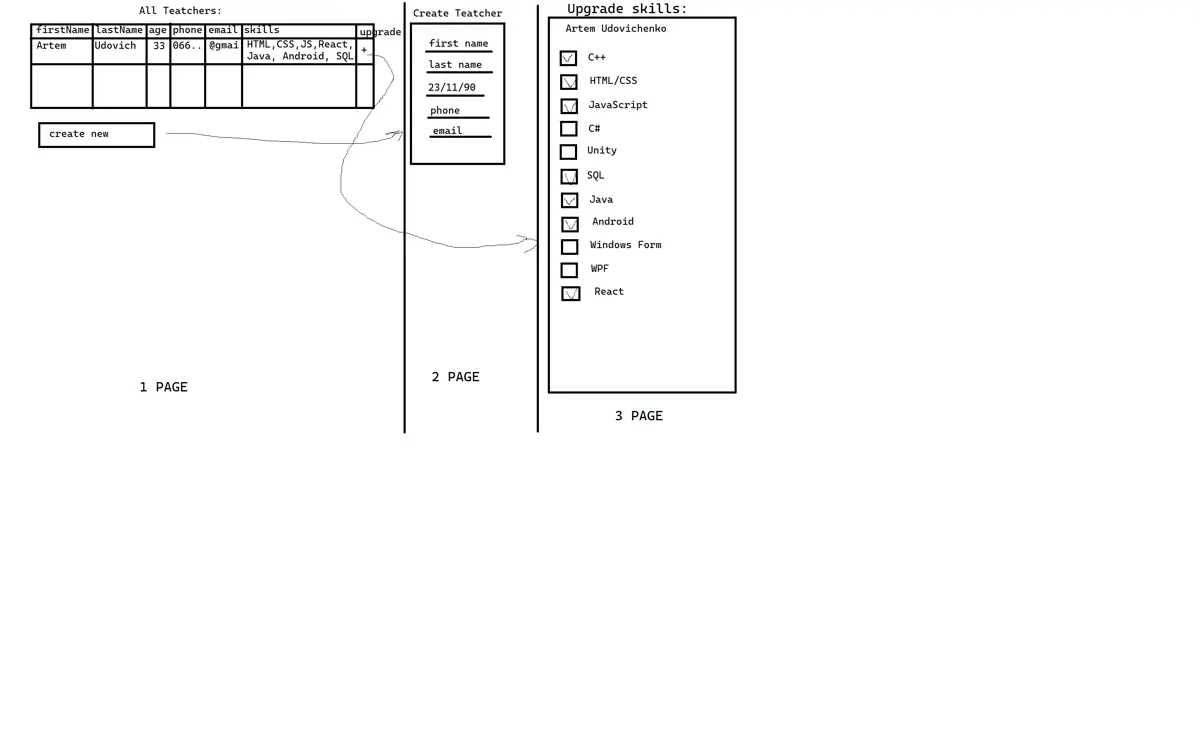 All Teatchers:
firstName lastName age phone email skills upgrade
Artem Udovich 33 066.. @gmai HTML,CSS,JS,React, +
Java, Android, SQL
create new
1 PAGE
Create Teatcher
first name
last name
23/11/90
phone
email
2 PAGE
Upgrade skills:
Artem Udovichenko
C++
HTML/CSS
JavaScript
C#
Unity
SQL
Java
Android
Windows Form
WPF
React
3 PAGE